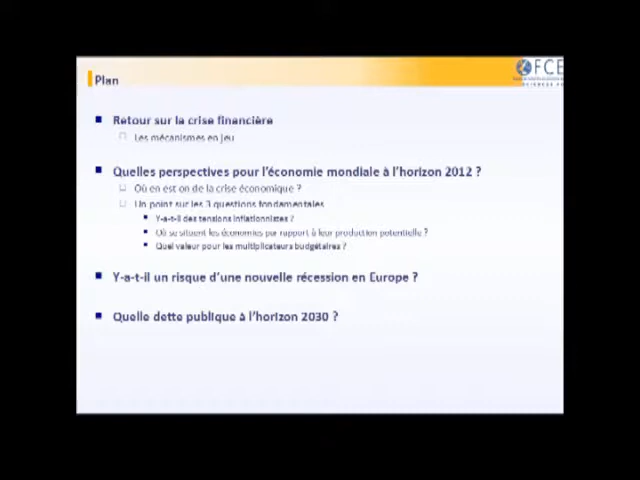 OFCE
Plan
Retour sur la crise financière
Les mécanismes en jeu
Quelles perspectives pour l'économie mondiale à l'horizon 2012 ?
Où en est on de la crise économique ?
Un point sur les 3 questions fondamentales
Y-a-t-il des tensions inflationnistes ?
Où se situent les économies par rapport à leur production potentielle ?
Quel valeur pour les multiplicateurs budgétaires ?
Y-a-t-il un risque d'une nouvelle récession en Europe ?
Quelle dette publique à l'horizon 2030 ?